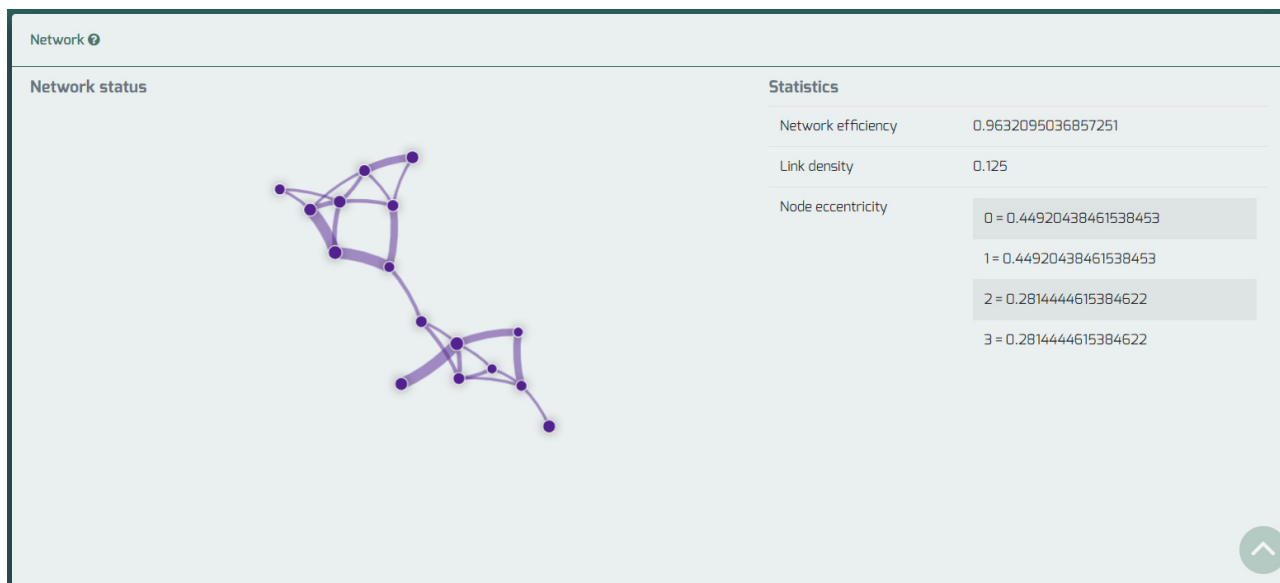 Network
Network status
Statistics
Network efficiency 0.9632095036857251
Link density 0.125
Node eccentricity
0 = 0.44920438461538453
1 = 0.44920438461538453
2 = 0.2814444615384622
3 = 0.2814444615384622